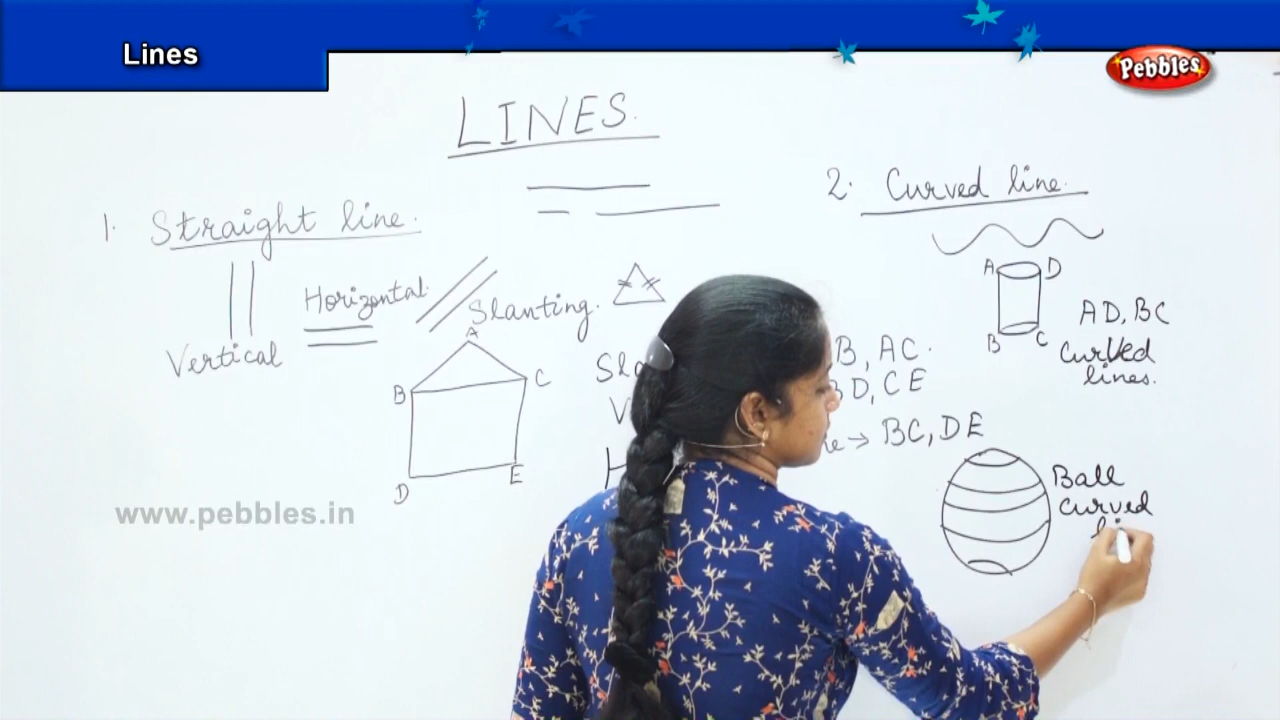 Lines
Pebbles
LINES.
1. Straight line.
Vertical
Horizontal.
Slanting.
A
B
C
D
E
B, AC.
BD, CE
→ BC, DE
2. Curved line.
A D
B C
AD, BC
Curved
lines.
Ball
curved
www.pebbles.in